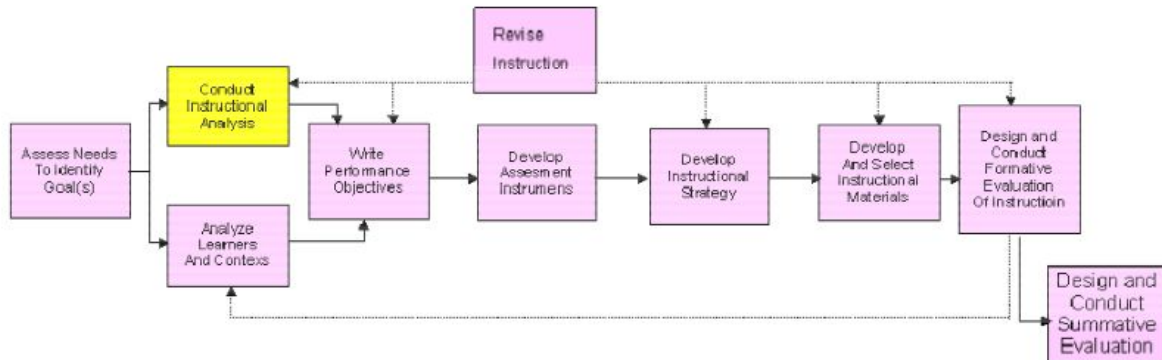 Revise
Instruction
Conduct
Instructional
Analysis
Assess Needs
To Identify
Goal(s)
Analyze
Learners
And Contexs
Write
Performance
Objectives
Develop
Assesment
Instrumens
Develop
Instructional
Strategy
Develop
And Select
Instructional
Materials
Design and
Conduct
Flormative
Evaluation
Of Instructioin
Design and
Conduct
Summative
Evaluation